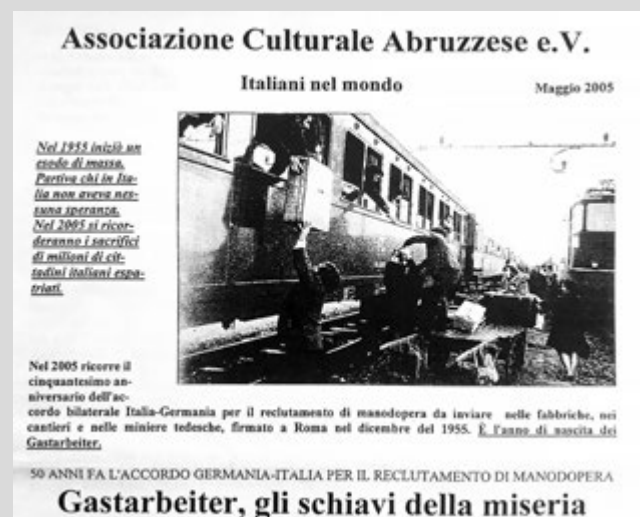 Associazione Culturale Abruzzese e.V.
Italiani nel mondo
Maggio 2005
Nel 1955 iniziò un
esodo di massa.
Partiva chi in Ita-
lia non aveva nes-
suna speranza.
Nel 2005 si ricor-
deranno i sacrifici
di milioni di cit-
tadini italiani espa-
triati.
Nel 2005 ricorre il
cinquantesimo an-
niversario dell'ac-
cordo bilaterale Italia-Germania per il reclutamento di manodopera da inviare nelle fabbriche, nei
cantieri e nelle miniere tedesche, firmato a Roma nel dicembre del 1955. È l'anno di nascita dei
Gastarbeiter.
50 ANNI FA L'ACCORDO GERMANIA-ITALIA PER IL RECLUTAMENTO DI MANODOPERA
Gastarbeiter, gli schiavi della miseria